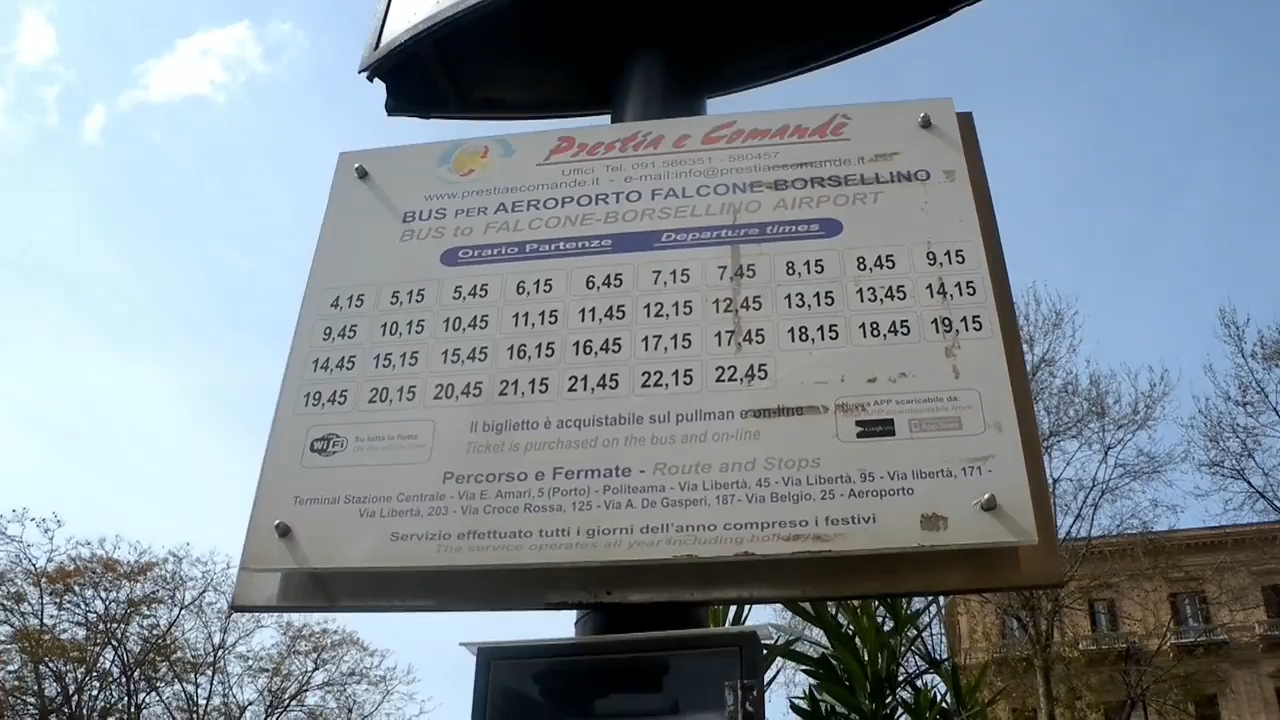 Prestia e Comandè
Uffici Tel. 091.586351 - 580457
www.prestiaecomande.it - e-mail:info@prestiaecomande.it
BUS PER AEROPORTO FALCONE-BORSELLINO
BUS to FALCONE-BORSELLINO AIRPORT
Orario Partenze Departure times
4,15 5,15 5,45 6,15 6,45 7,15 7,45 8,15 8,45 9,15
9,45 10,15 10,45 11,15 11,45 12,15 12,45 13,15 13,45 14,15
14,45 15,15 15,45 16,15 16,45 17,15 17,45 18,15 18,45 19,15
19,45 20,15 20,45 21,15 21,45 22,15 22,45
Il biglietto è acquistabile sul pullman e on-line
Ticket is purchased on the bus and on-line
WiFi
Su tutta la flotta
Nuova APP scaricabile da:
APP downloadable from
App Store
Percorso e Fermate - Route and Stops
Terminal Stazione Centrale - Via E. Amari, 5 (Porto) - Politeama - Via Libertà, 45 - Via Libertà, 95 - Via libertà, 171 -
Via Libertà, 203 - Via Croce Rossa, 125 - Via A. De Gasperi, 187- Via Belgio, 25 - Aeroporto
Servizio effettuato tutti i giorni dell'anno compreso i festivi
The service operates all year including holidays